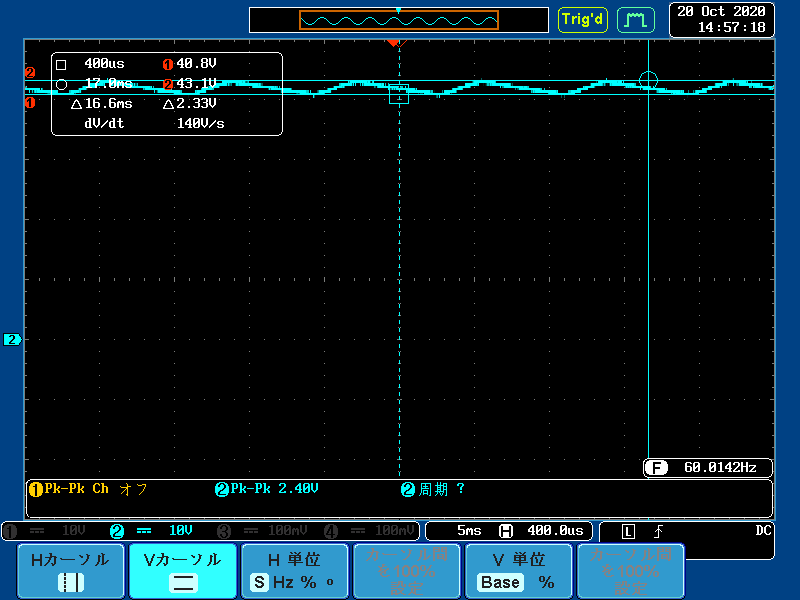 Trig'd
20 Oct 2020
14:57:18
400us ① 40.8V
17.0ms ② 43.1V
△16.6ms △2.33V
dV/dt 140V/s
2
1
2
F 60.0142Hz
① Pk-Pk Ch オフ ② Pk-Pk 2.40V ② 周期 ?
① 10V ② 10V ③ 100mV ④ 100mV 5ms H 400.0us L DC
Hカーソル Vカーソル H 単位 カーソル間を100% 設定 V 単位 カーソル間を100% 設定
S Hz % ° Base %